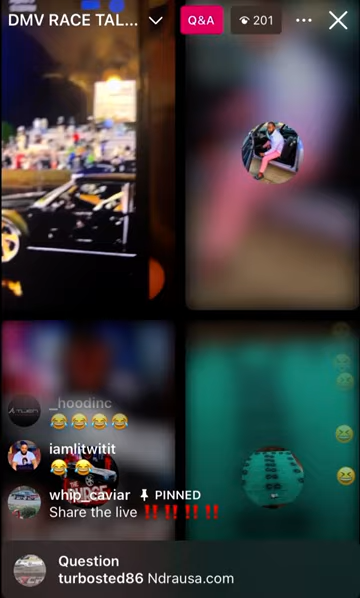 DMV RACE TAL...
Q&A
201
_hoodinc
😂😂😂😂
iamlitwitit
😂😂
whip_caviar PINNED
Share the live ‼️‼️‼️‼️
Question
turbosted86 Ndrausa.com